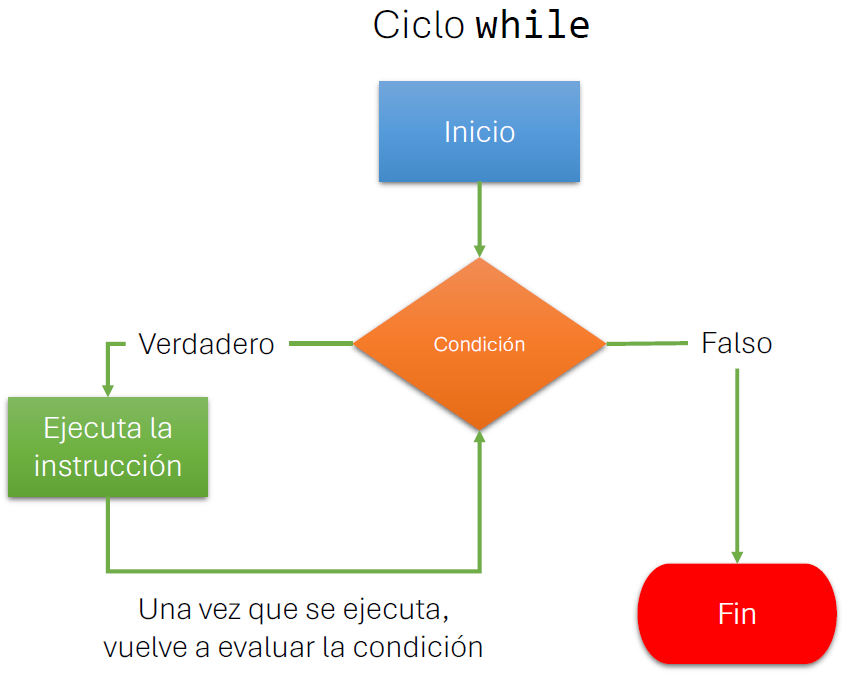 Ciclo while
Inicio
Condición
Verdadero
Falso
Ejecuta la
instrucción
Una vez que se ejecuta,
vuelve a evaluar la condición
Fin